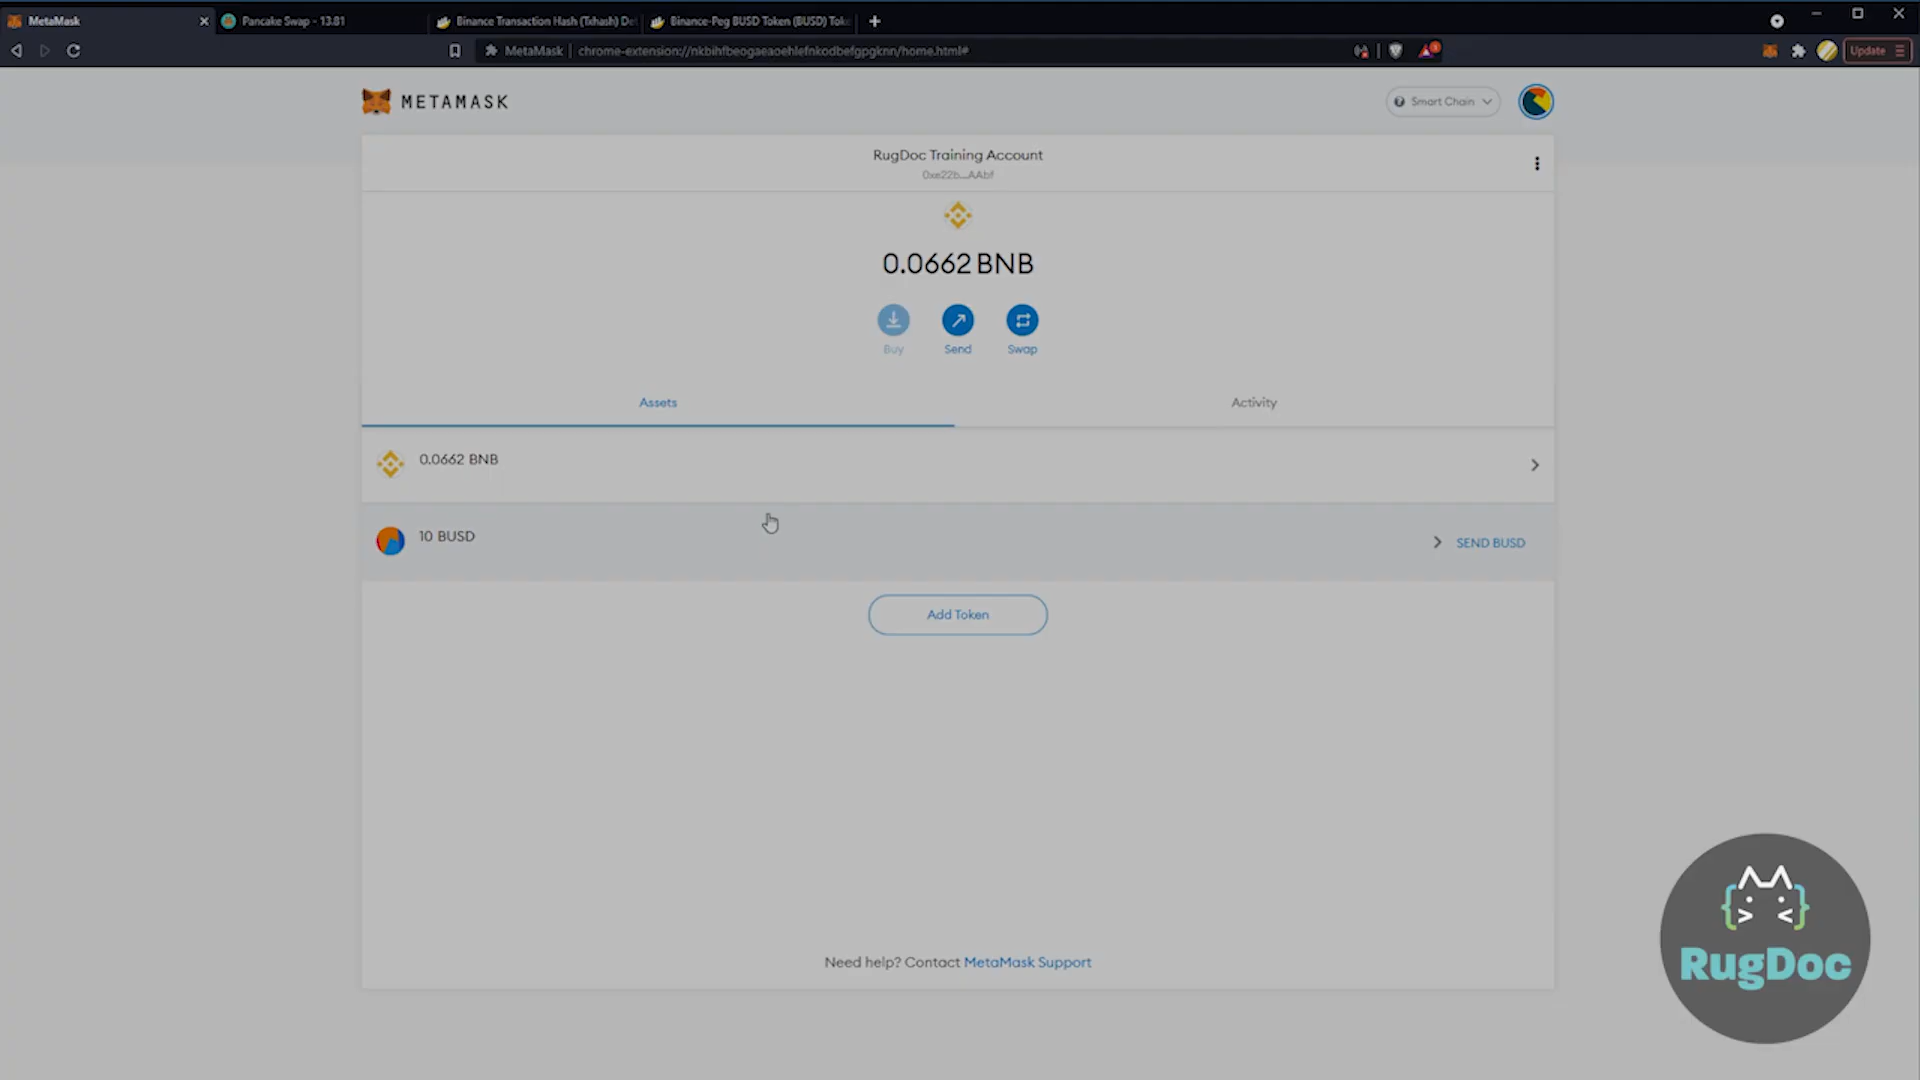 MetaMask
Pancake Swap - 13.81
Binance Transaction Hash (Txhash) De
Binance-Peg BUSD Token (BUSD) Tok
MetaMask
chrome-extension://nkbihfbeogaeaoehlefnkodbefgpgknn/home.html#
Update
METAMASK
Smart Chain
RugDoc Training Account
0xe22b...AAbf
0.0662 BNB
Buy
Send
Swap
Assets
Activity
0.0662 BNB
10 BUSD
SEND BUSD
Add Token
Need help? Contact MetaMask Support
RugDoc